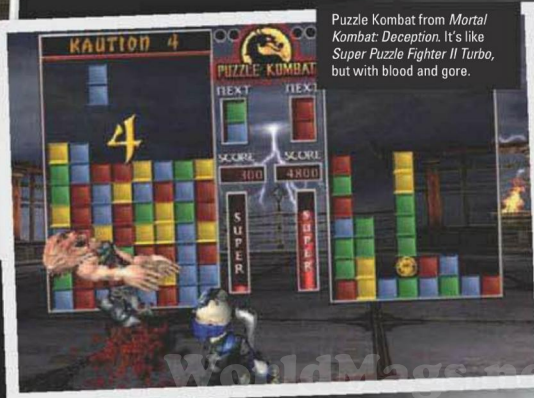 Puzzle Kombat from Mortal
Kombat: Deception. It's like
Super Puzzle Fighter II Turbo,
but with blood and gore.
KAUTION 4
PUZZLE KOMBAT
NEXT NEXT
4
SCORE SCORE
300 4800
SUPER SUPER
WorldMags.ne